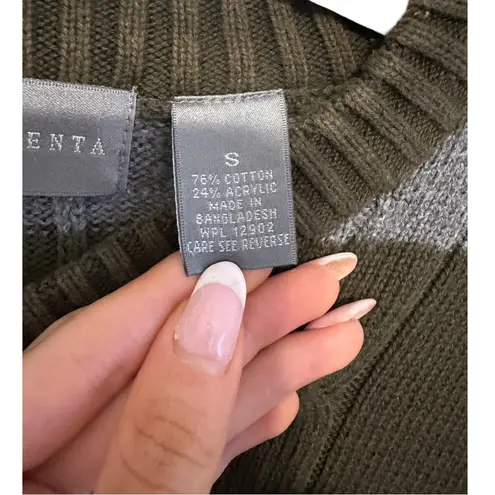 ENTA
S
76% COTTON
24% ACRYLIC
MADE IN
BANGLADESH
WPL 12902
CARE SEE REVERSE